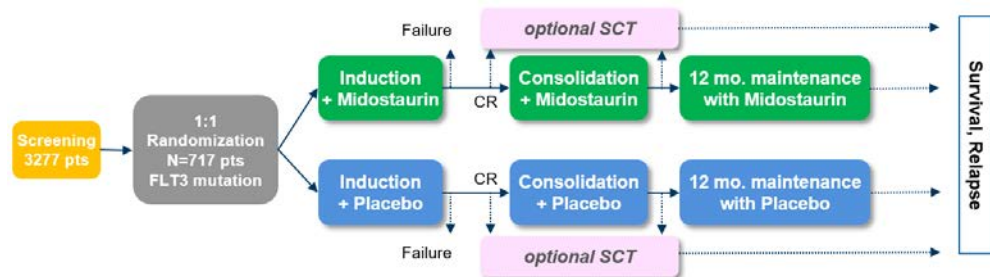 Failure
optional SCT
Induction
+ Midostaurin
CR
Consolidation
+ Midostaurin
12 mo. maintenance
with Midostaurin
Screening
3277 pts
1:1
Randomization
N=717 pts
FLT3 mutation
Induction
+ Placebo
CR
Consolidation
+ Placebo
12 mo. maintenance
with Placebo
Failure
optional SCT
Survival, Relapse